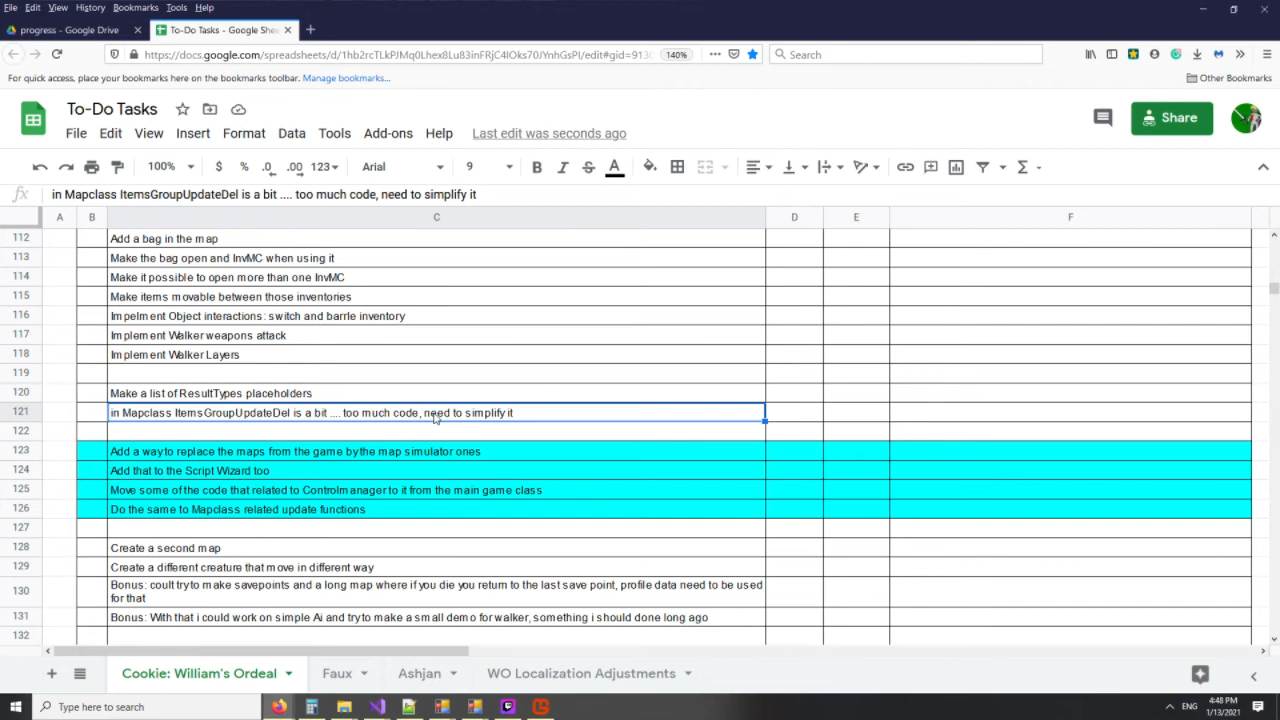 File Edit View History Bookmarks Tools Help
progress - Google Drive
To-Do Tasks - Google She
https://docs.google.com/spreadsheets/d/1hb2rcTLkPJMq0Lhex8Lu83inFRjC4IOks70JYnhGsPI/edit#gid=913
140%
Search
For quick access, place your bookmarks here on the bookmarks toolbar. Manage bookmarks...
Other Bookmarks
To-Do Tasks
File Edit View Insert Format Data Tools Add-ons Help Last edit was seconds ago
Share
100% $ % .0 .00 123 Arial 9 B I S A
fx in Mapclass ItemsGroupUpdateDel is a bit .... too much code, need to simplify it
A B C D E F
112 Add a bag in the map
113 Make the bag open and InvMC when using it
114 Make it possible to open more than one InvMC
115 Make items movable between those inventories
116 Impelment Object interactions: switch and barrle inventory
117 Implement Walker weapons attack
118 Implement Walker Layers
119
120 Make a list of ResultTypes placeholders
121 in Mapclass ItemsGroupUpdateDel is a bit .... too much code, need to simplify it
122
123 Add a way to replace the maps from the game by the map simulator ones
124 Add that to the Script Wizard too
125 Move some of the code that related to Controlmanager to it from the main game class
126 Do the same to Mapclass related update functions
127
128 Create a second map
129 Create a different creature that move in different way
130 Bonus: coult try to make savepoints and a long map where if you die you return to the last save point, profile data need to be used
for that
131 Bonus: With that i could work on simple Ai and try to make a small demo for walker, something i should done long ago
132
Cookie: William's Ordeal Faux Ashjan WO Localization Adjustments
Type here to search
ENG
4:48 PM
1/13/2021